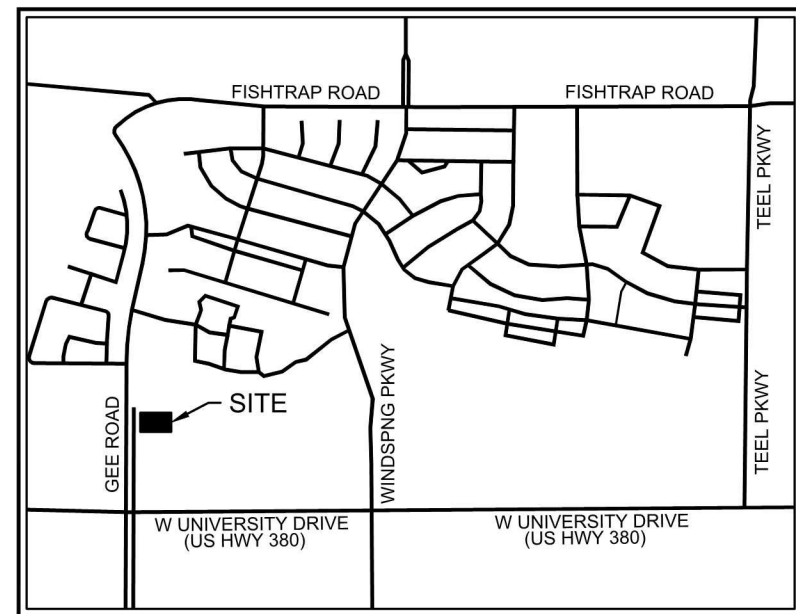 FISHTRAP ROAD
FISHTRAP ROAD
TEEL PKWY
GEE ROAD
SITE
WINDSPNG PKWY
TEEL PKWY
W UNIVERSITY DRIVE
(US HWY 380)
W UNIVERSITY DRIVE
(US HWY 380)